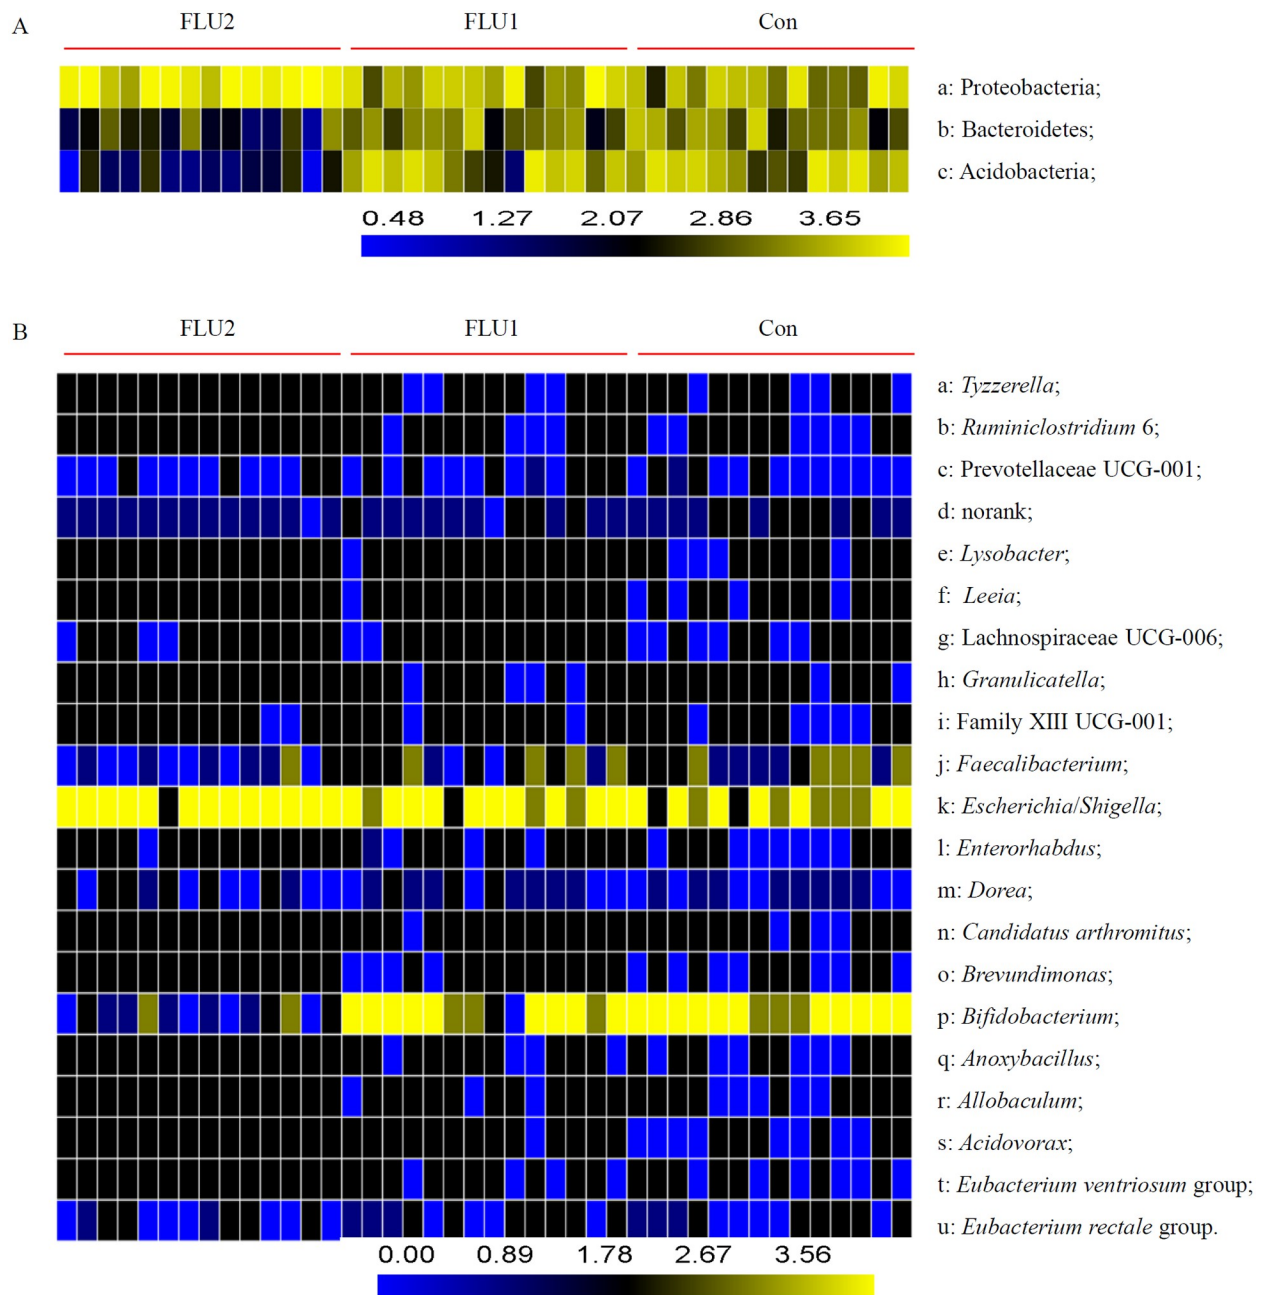 A
FLU2 FLU1 Con
a: Proteobacteria;
b: Bacteroidetes;
c: Acidobacteria;
0.48 1.27 2.07 2.86 3.65
B
FLU2 FLU1 Con
a: Tyzzerella;
b: Ruminiclostridium 6;
c: Prevotellaceae UCG-001;
d: norank;
e: Lysobacter;
f: Leeia;
g: Lachnospiraceae UCG-006;
h: Granulicatella;
i: Family XIII UCG-001;
j: Faecalibacterium;
k: Escherichia/Shigella;
l: Enterorhabdus;
m: Dorea;
n: Candidatus arthromitus;
o: Brevundimonas;
p: Bifidobacterium;
q: Anoxybacillus;
r: Allobaculum;
s: Acidovorax;
t: Eubacterium ventriosum group;
u: Eubacterium rectale group.
0.00 0.89 1.78 2.67 3.56